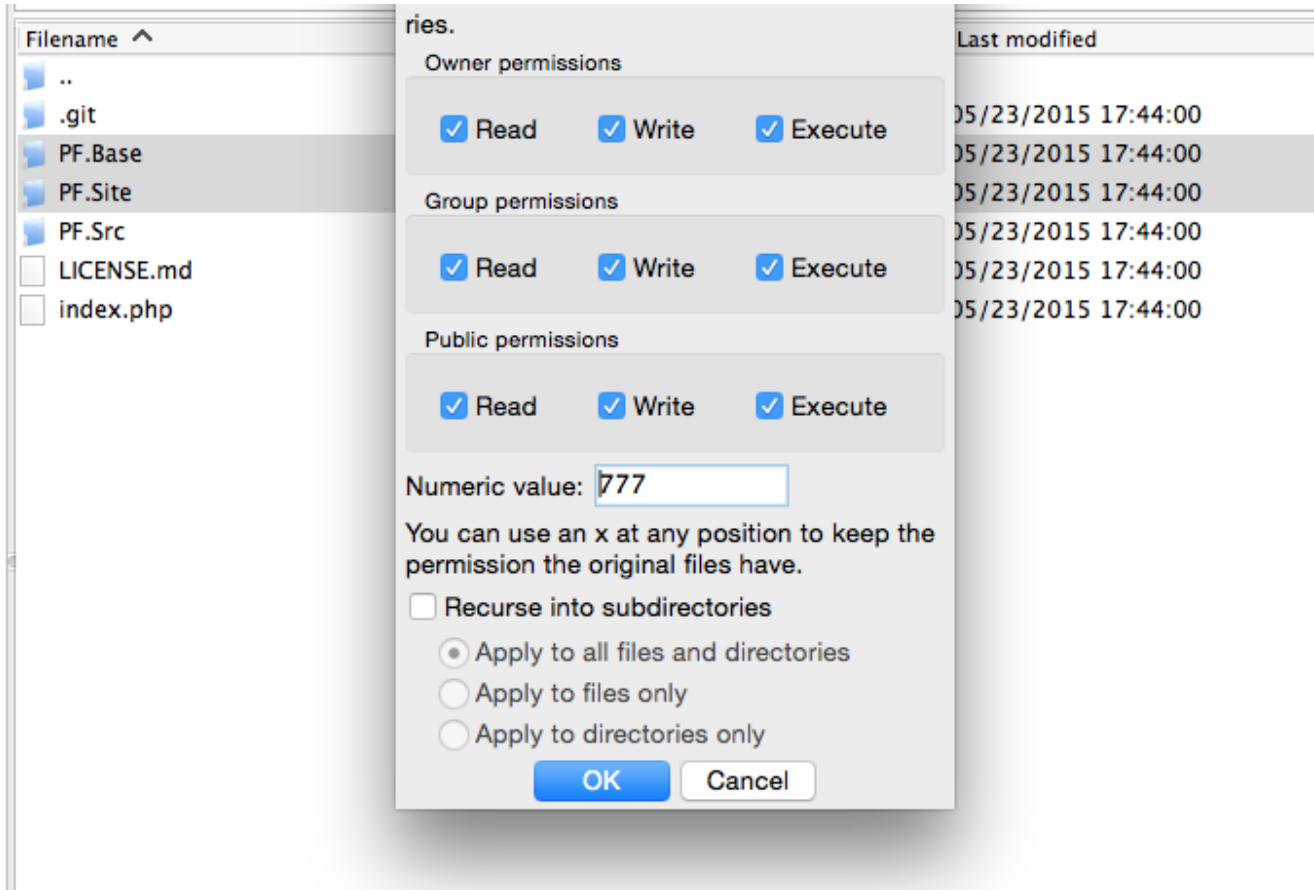 ries.
Filename
Last modified
Owner permissions
..
.git
05/23/2015 17:44:00
Read Write Execute
PF.Base
05/23/2015 17:44:00
PF.Site
05/23/2015 17:44:00
Group permissions
PF.Src
05/23/2015 17:44:00
LICENSE.md
05/23/2015 17:44:00
Read Write Execute
index.php
05/23/2015 17:44:00
Public permissions
Read Write Execute
Numeric value: 777
You can use an x at any position to keep the
permission the original files have.
Recurse into subdirectories
Apply to all files and directories
Apply to files only
Apply to directories only
OK Cancel